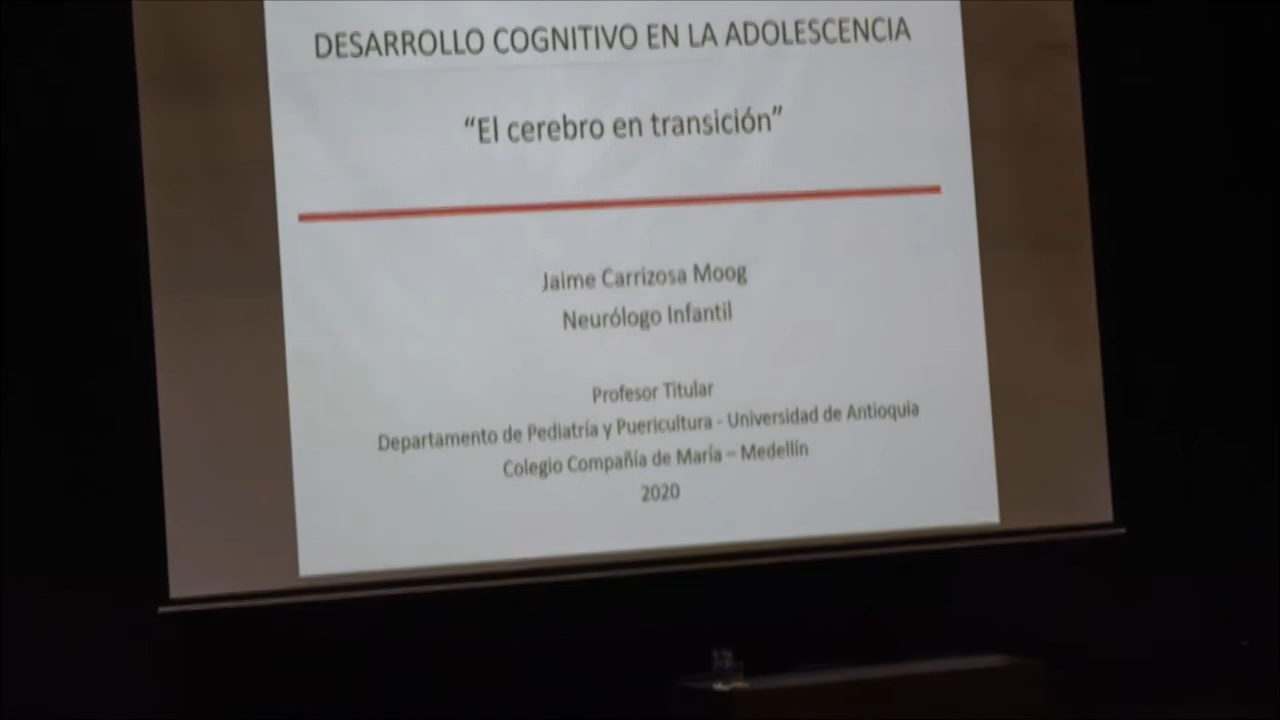 DESARROLLO COGNITIVO EN LA ADOLESCENCIA
“El cerebro en transición”
Jaime Carrizosa Moog
Neurólogo Infantil
Profesor Titular
Departamento de Pediatría y Puericultura - Universidad de Antioquia
Colegio Compañía de María – Medellín
2020